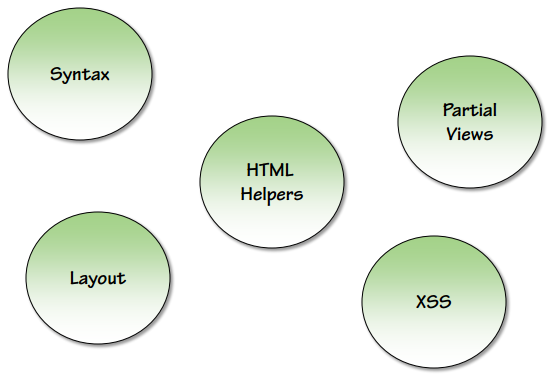 Syntax
Partial
Views
HTML
Helpers
Layout
XSS